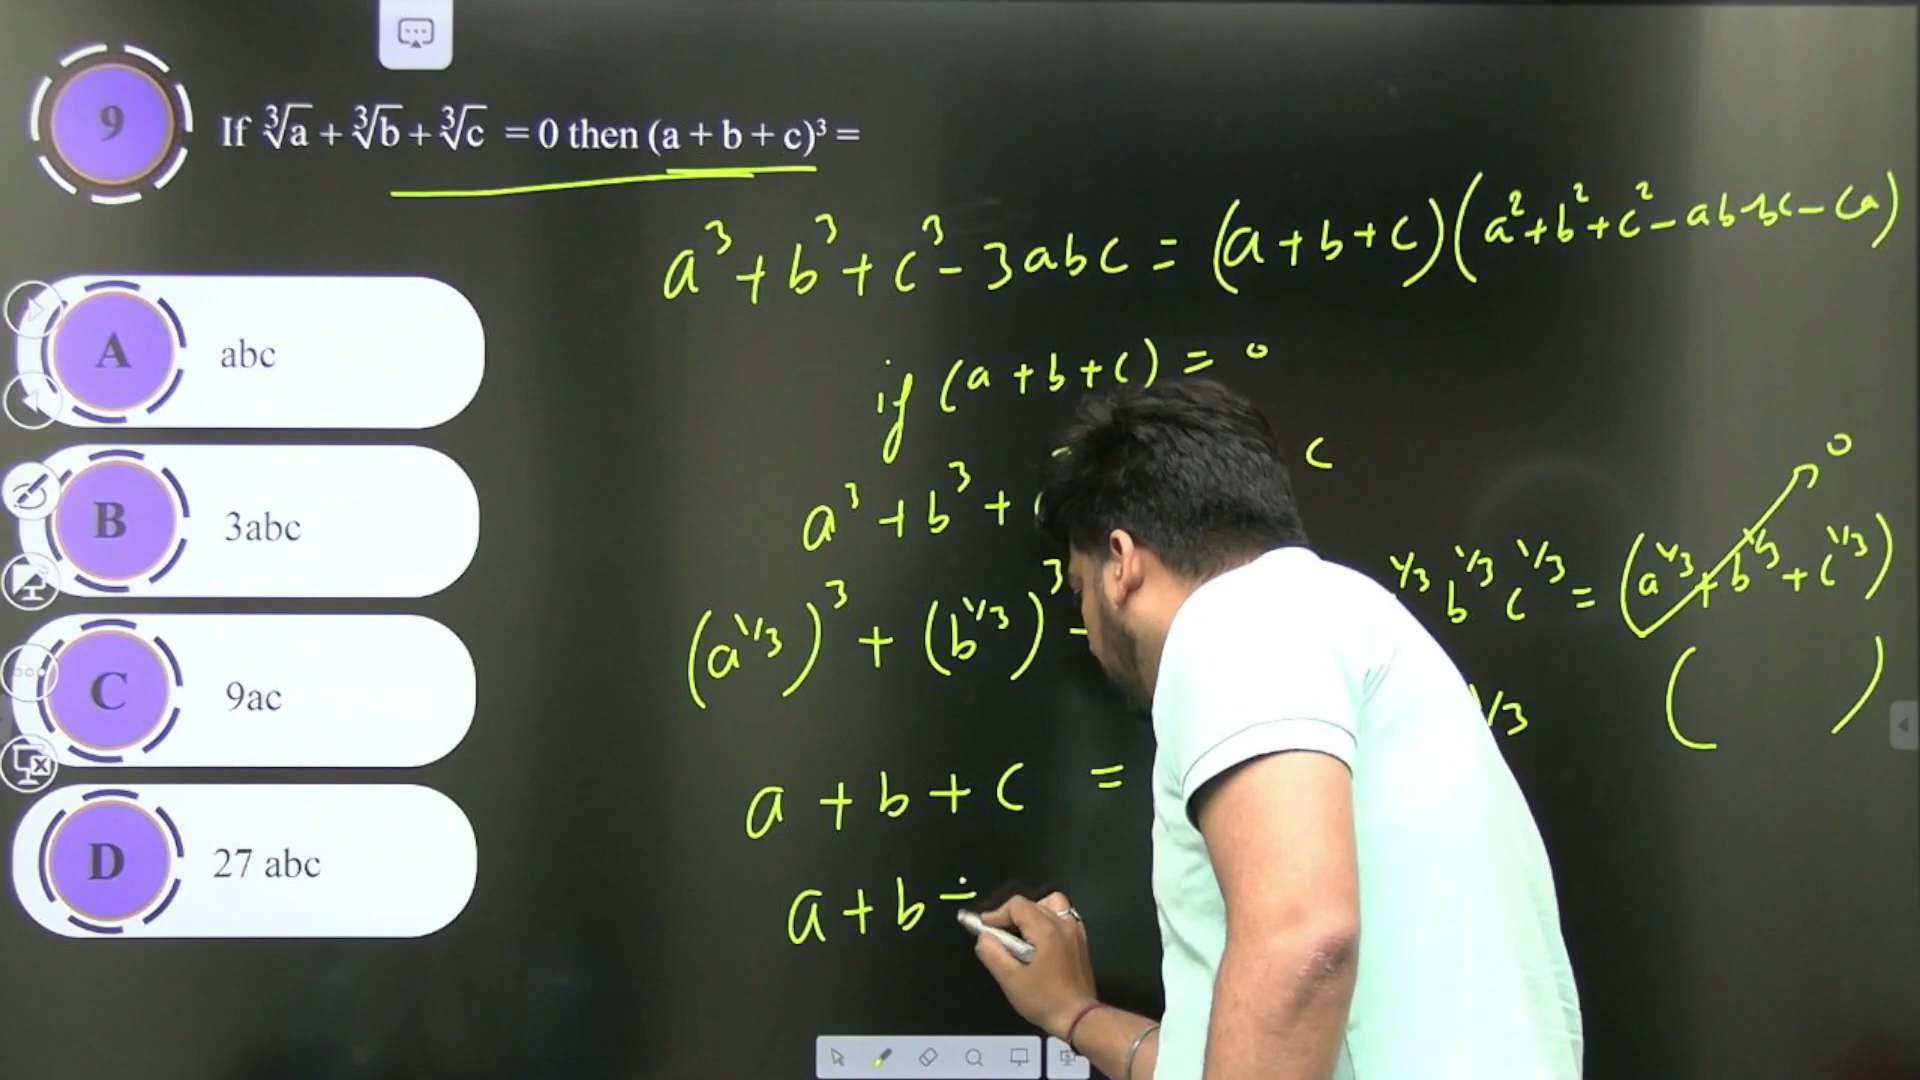 9
If ∛a + ∛b + ∛c = 0 then (a + b + c)³ =
a³ + b³ + c³ - 3abc = (a + b + c)(a² + b² + c² - ab - bc - ca)
if (a + b + c) = 0
a³ + b³ +
c
0
(a^1/3)³ + (b^1/3)³
^1/3 b^1/3 c^1/3 = (a^1/3 + b^1/3 + c^1/3)
1/3 ( )
a + b + c =
a + b
A abc
B 3abc
C 9ac
D 27 abc